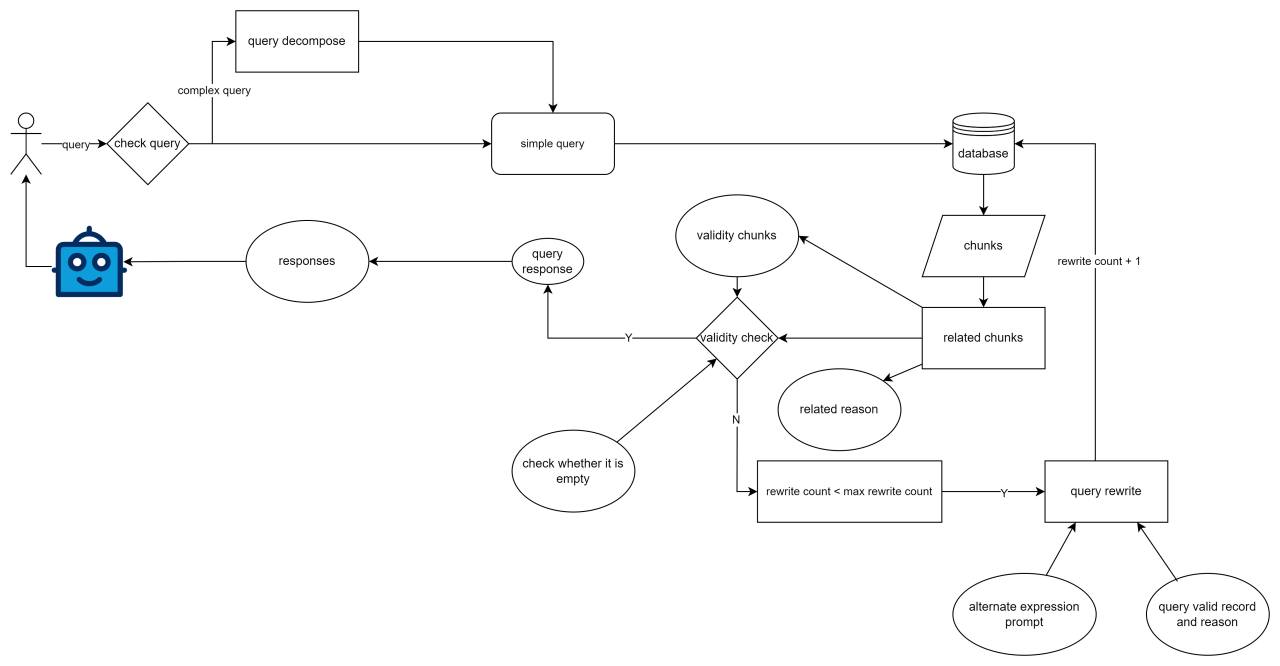 query decompose
complex query
query
check query
simple query
database
validity chunks
chunks
query
response
responses
rewrite count + 1
Y
validity check
related chunks
related reason
N
check whether it is
empty
rewrite count < max rewrite count
Y
query rewrite
alternate expression
prompt
query valid record
and reason